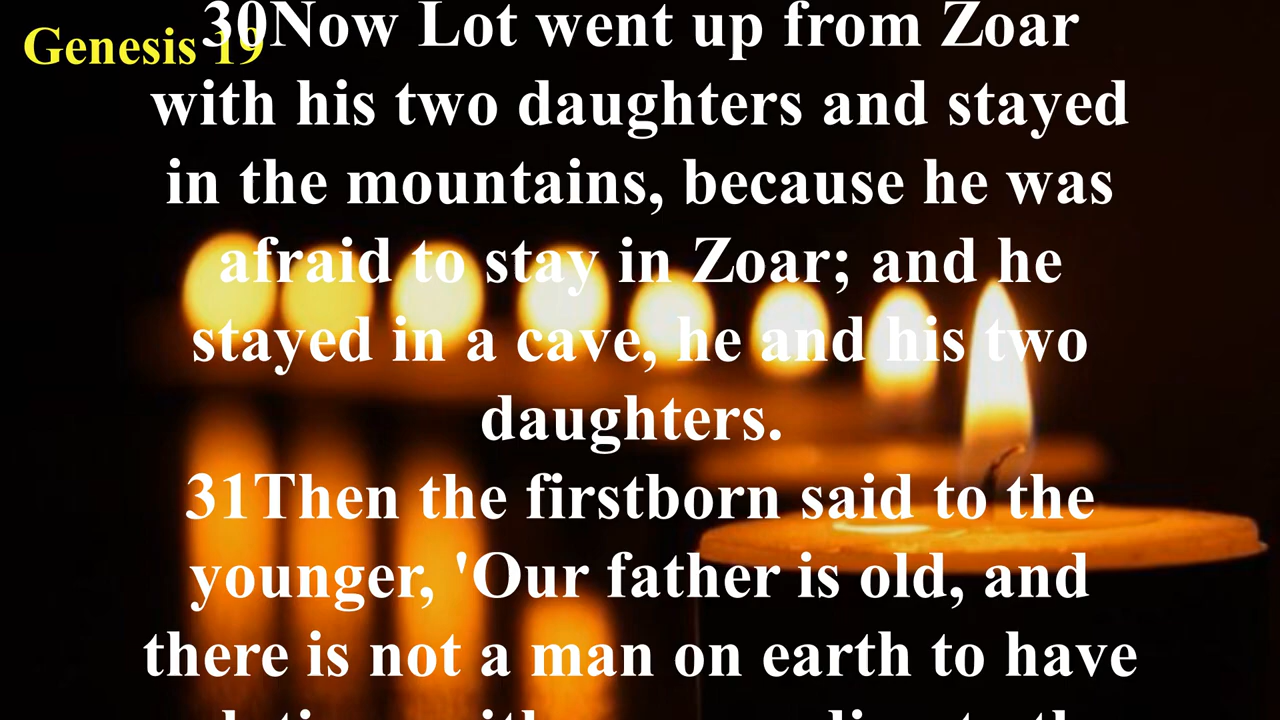 Genesis 19
30Now Lot went up from Zoar
with his two daughters and stayed
in the mountains, because he was
afraid to stay in Zoar; and he
stayed in a cave, he and his two
daughters.
31Then the firstborn said to the
younger, 'Our father is old, and
there is not a man on earth to have